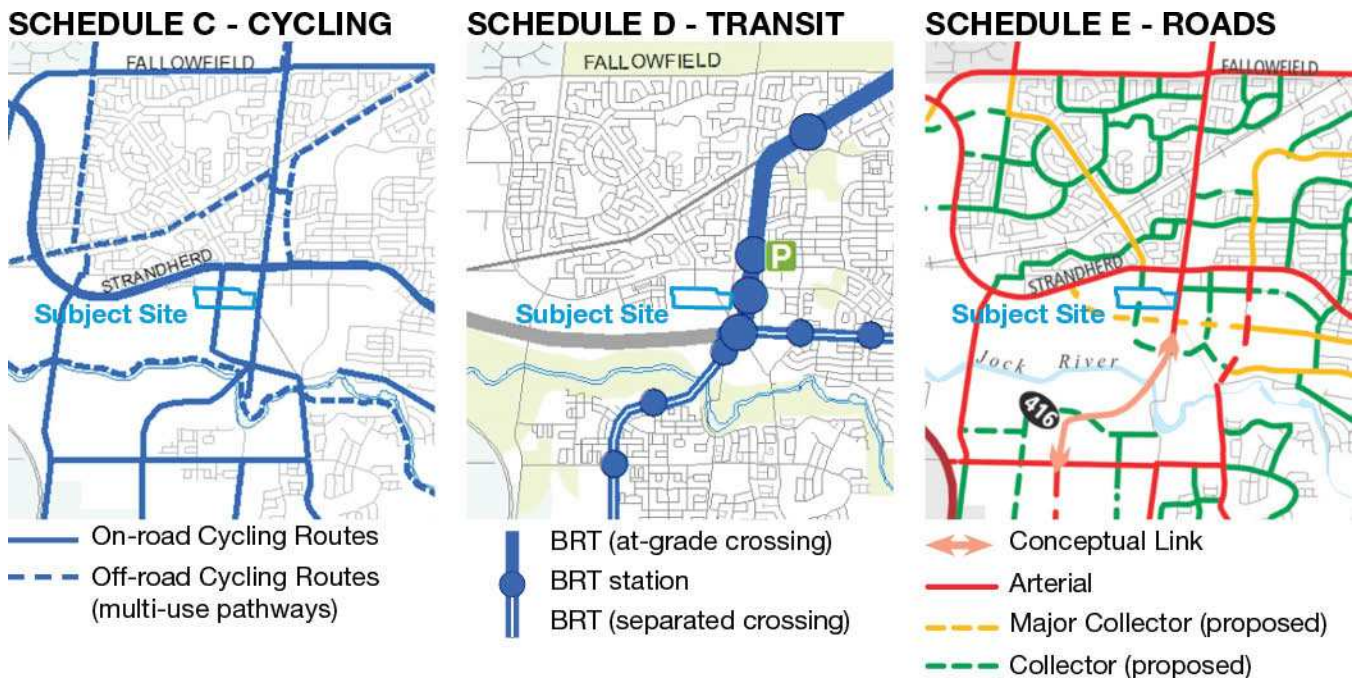 SCHEDULE C - CYCLING
FALLOWFIELD
STRANDHERD
Subject Site
On-road Cycling Routes
Off-road Cycling Routes
(multi-use pathways)
SCHEDULE D - TRANSIT
FALLOWFIELD
P
Subject Site
BRT (at-grade crossing)
BRT station
BRT (separated crossing)
SCHEDULE E - ROADS
FALLOWFIELD
STRANDHERD
Subject Site
Jock River
416
Conceptual Link
Arterial
Major Collector (proposed)
Collector (proposed)